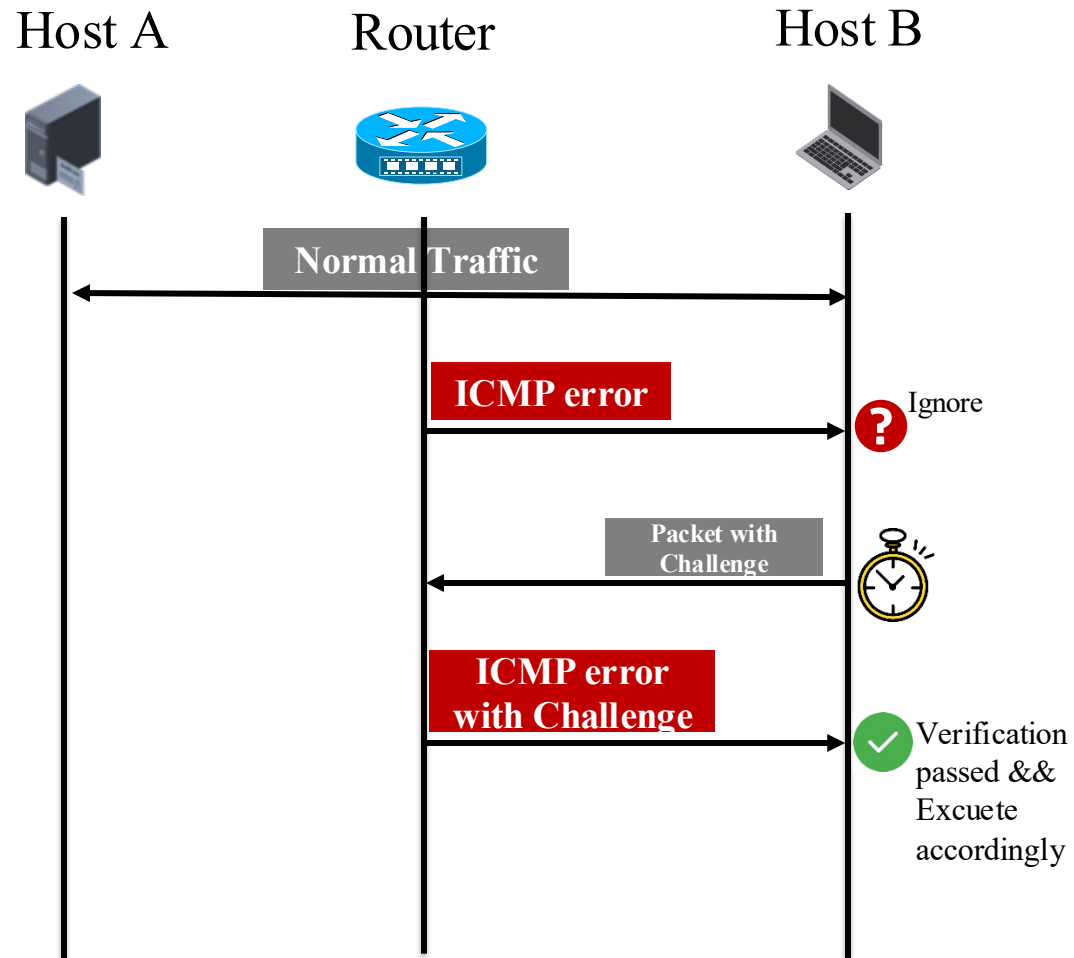 Host A
Router
Host B
Normal Traffic
ICMP error
Ignore
Packet with
Challenge
ICMP error
with Challenge
Verification
passed &&
Excuete
accordingly